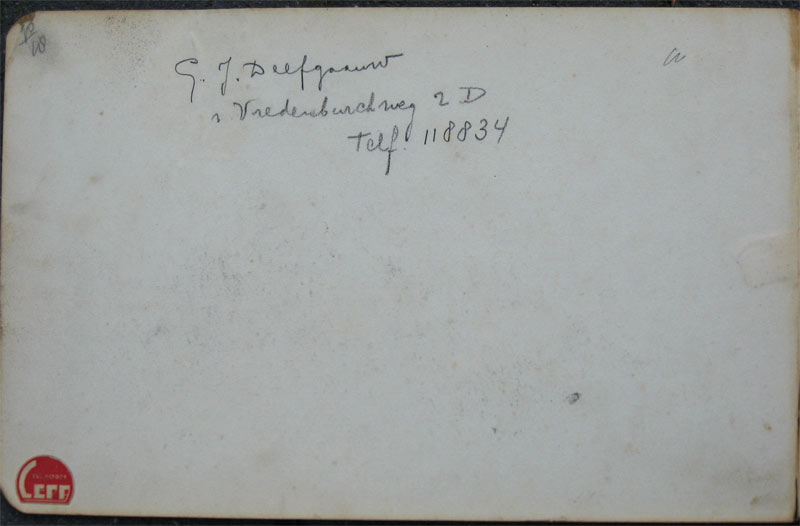 G. J. Delfgaauw
Vredenburchweg 2 D
Telf. 118834